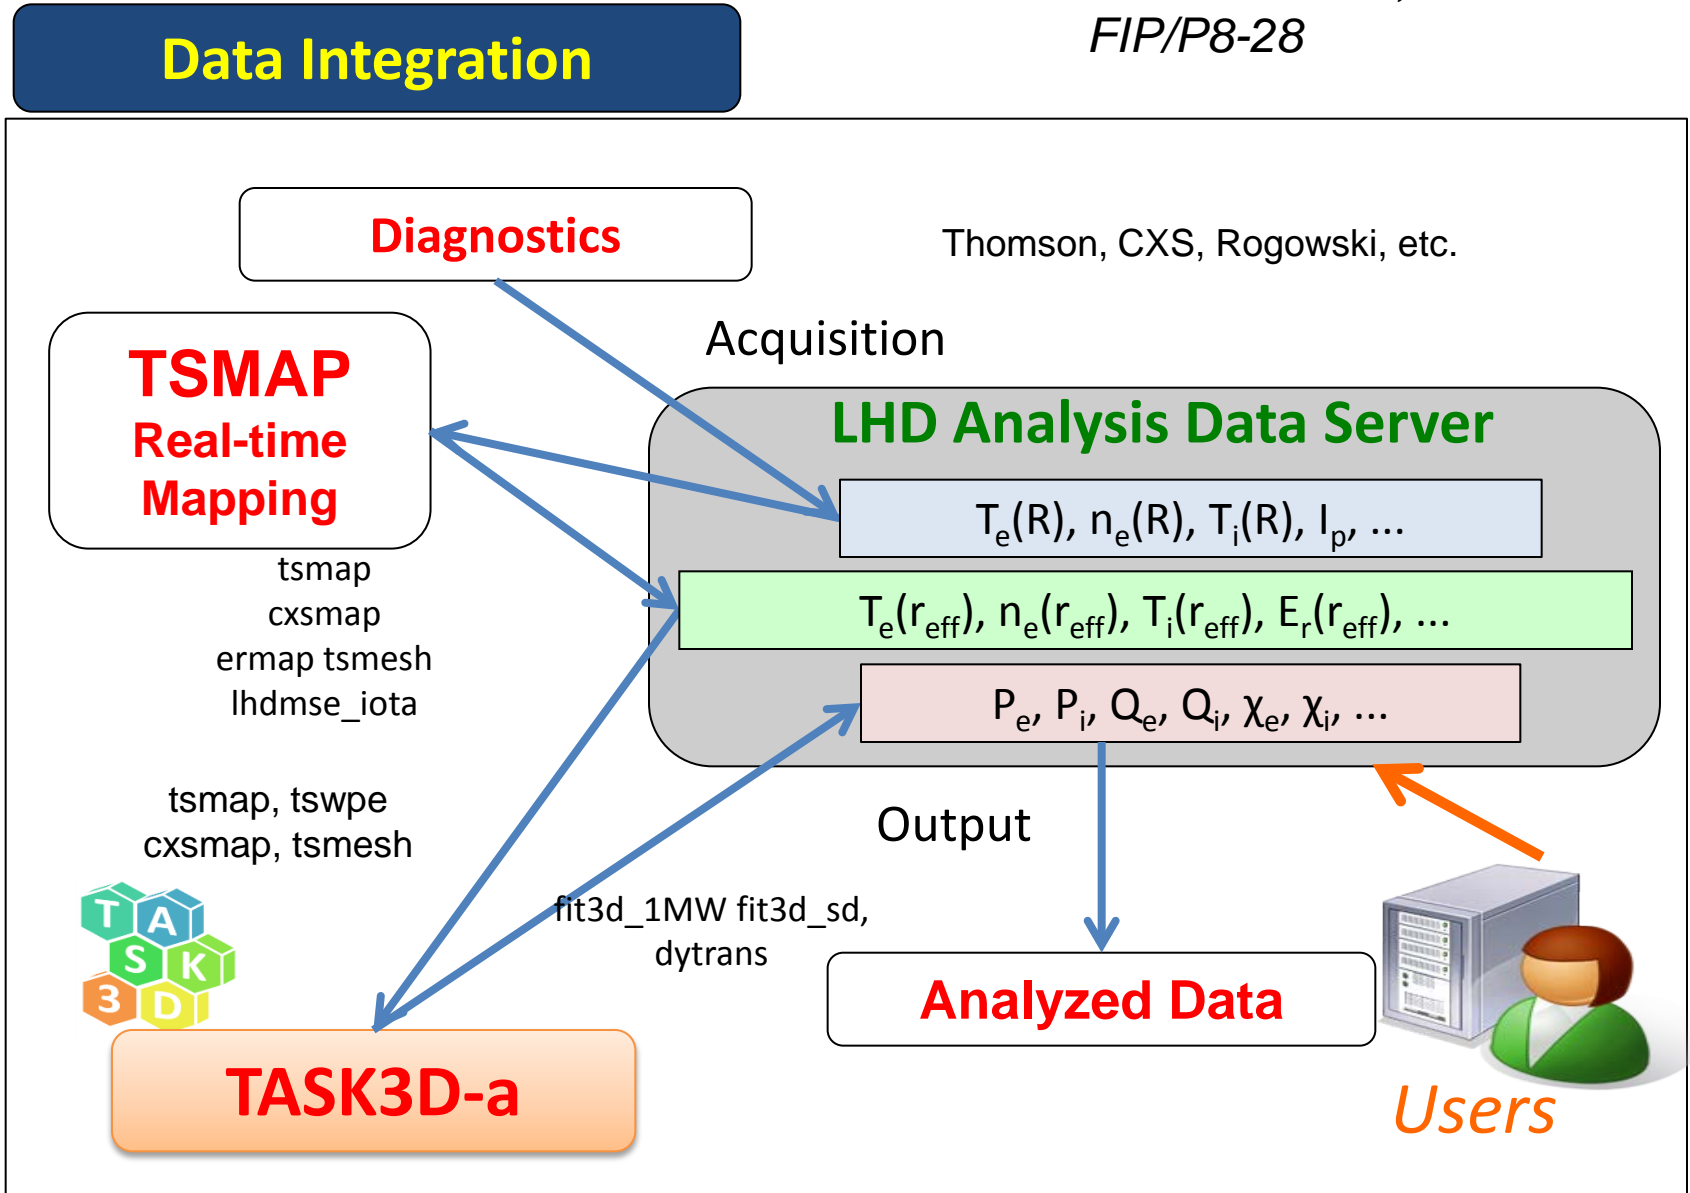 FIP/P8-28
Data Integration
Diagnostics
Thomson, CXS, Rogowski, etc.
Acquisition
TSMAP
Real-time
Mapping
LHD Analysis Data Server
Te(R), ne(R), Ti(R), Ip, ...
Te(reff), ne(reff), Ti(reff), Er(reff), ...
Pe, Pi, Qe, Qi, χe, χi, ...
tsmap
cxsmap
ermap tsmesh
lhdmse_iota
tsmap, tswpe
cxsmap, tsmesh
Output
fit3d_1MW fit3d_sd,
dytrans
TASK
3D
Analyzed Data
TASK3D-a
Users